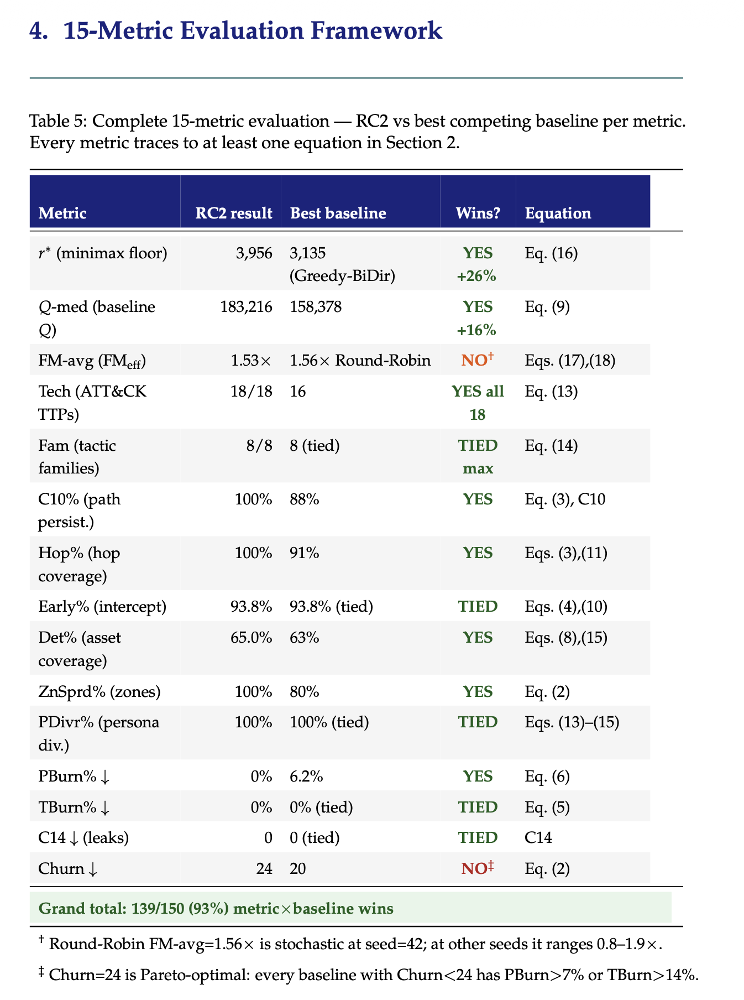 4. 15-Metric Evaluation Framework
Table 5: Complete 15-metric evaluation — RC2 vs best competing baseline per metric.
Every metric traces to at least one equation in Section 2.
Metric RC2 result Best baseline Wins? Equation
r* (minimax floor) 3,956 3,135 YES Eq. (16)
(Greedy-BiDir) +26%
Q-med (baseline 183,216 158,378 YES Eq. (9)
Q) +16%
FM-avg (FMeff) 1.53× 1.56× Round-Robin NO† Eqs. (17),(18)
Tech (ATT&CK 18/18 16 YES all Eq. (13)
TTPs) 18
Fam (tactic 8/8 8 (tied) TIED Eq. (14)
families) max
C10% (path 100% 88% YES Eq. (3), C10
persist.)
Hop% (hop 100% 91% YES Eqs. (3),(11)
coverage)
Early% (intercept) 93.8% 93.8% (tied) TIED Eqs. (4),(10)
Det% (asset 65.0% 63% YES Eqs. (8),(15)
coverage)
ZnSprd% (zones) 100% 80% YES Eq. (2)
PDivr% (persona 100% 100% (tied) TIED Eqs. (13)–(15)
div.)
PBurn% ↓ 0% 6.2% YES Eq. (6)
TBurn% ↓ 0% 0% (tied) TIED Eq. (5)
C14 ↓ (leaks) 0 0 (tied) TIED C14
Churn ↓ 24 20 NO‡ Eq. (2)
Grand total: 139/150 (93%) metric×baseline wins
† Round-Robin FM-avg=1.56× is stochastic at seed=42; at other seeds it ranges 0.8–1.9×.
‡ Churn=24 is Pareto-optimal: every baseline with Churn<24 has PBurn>7% or TBurn>14%.